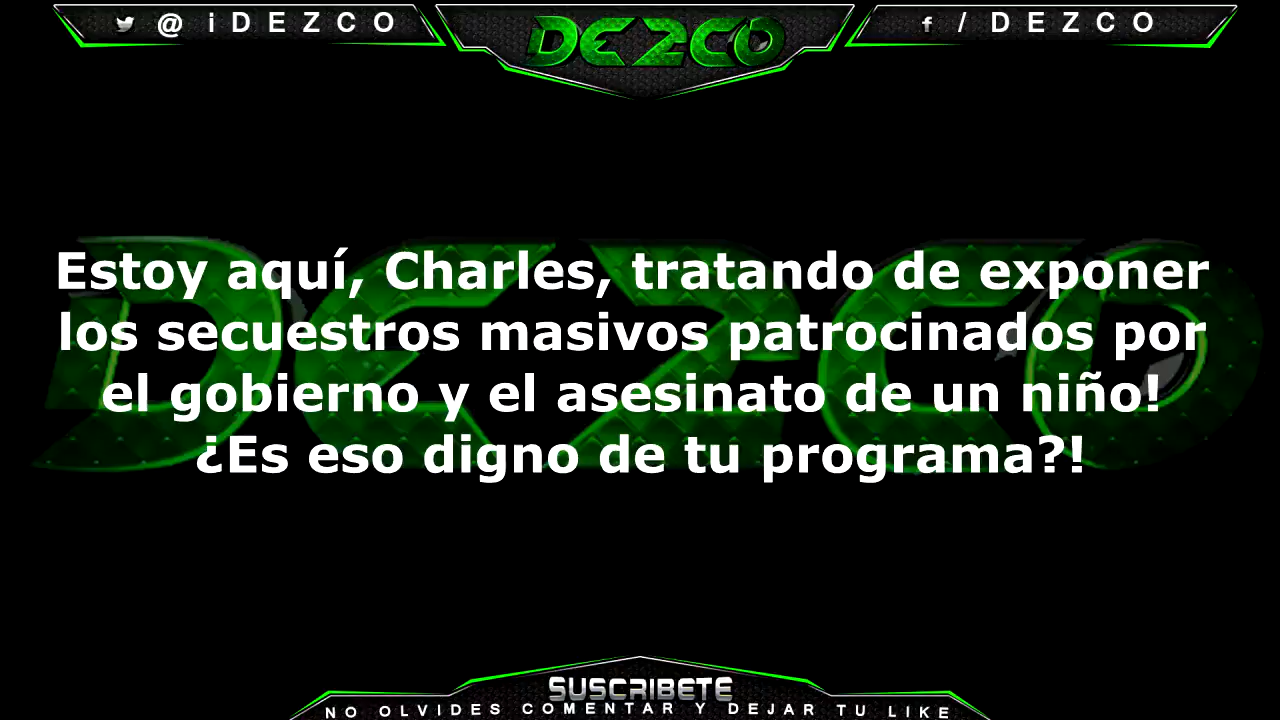 @iDEZCO
DEZCO
f / DEZCO
Estoy aquí, Charles, tratando de exponer
los secuestros masivos patrocinados por
el gobierno y el asesinato de un niño!
¿Es eso digno de tu programa?!
SUSCRIBETE
NO OLVIDES COMENTAR Y DEJAR TU LIKE